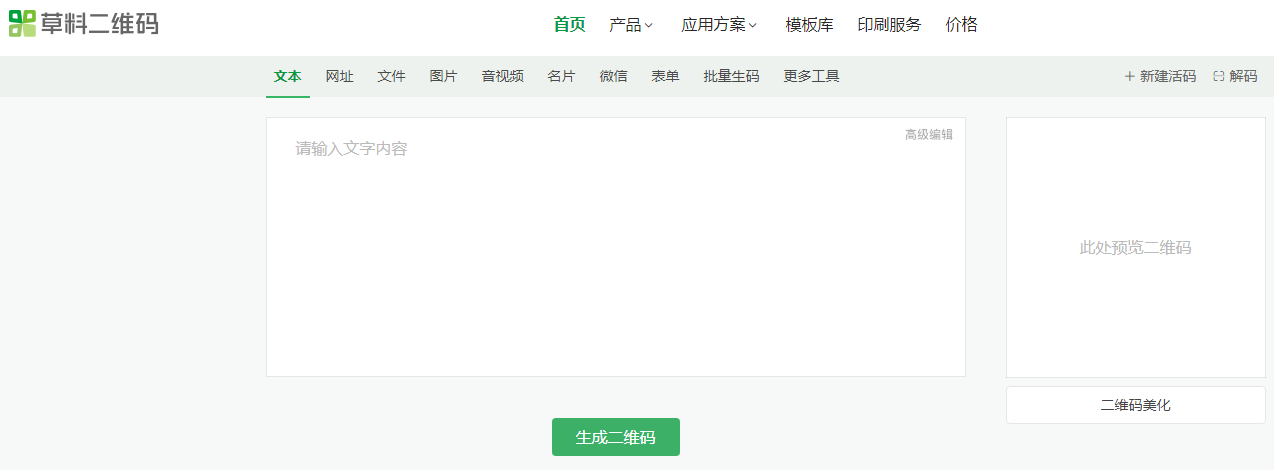 草料二维码 首页 产品 应用方案 模板库 印刷服务 价格
文本 网址 文件 图片 音视频 名片 微信 表单 批量生码 更多工具 + 新建活码 解码
高级编辑
请输入文字内容
此处预览二维码
二维码美化
生成二维码